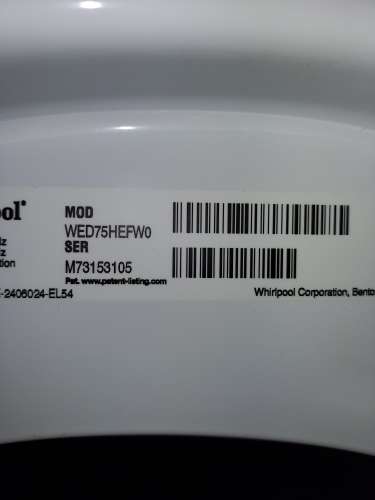 ool®
MOD
WED75HEFW0
SER
M73153105
Pat. www.patent-listing.com
-2406024-EL54
Whirlpool Corporation, Bento